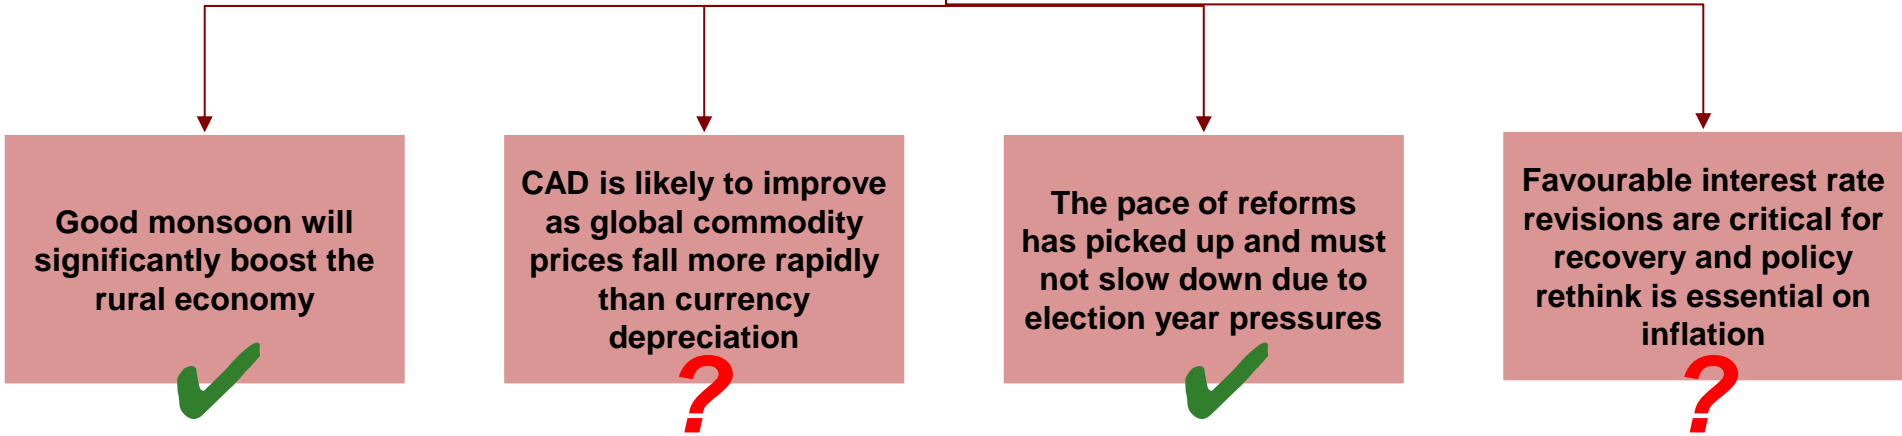 Good monsoon will
significantly boost the
rural economy
CAD is likely to improve
as global commodity
prices fall more rapidly
than currency
depreciation
?
The pace of reforms
has picked up and must
not slow down due to
election year pressures
Favourable interest rate
revisions are critical for
recovery and policy
rethink is essential on
inflation
?